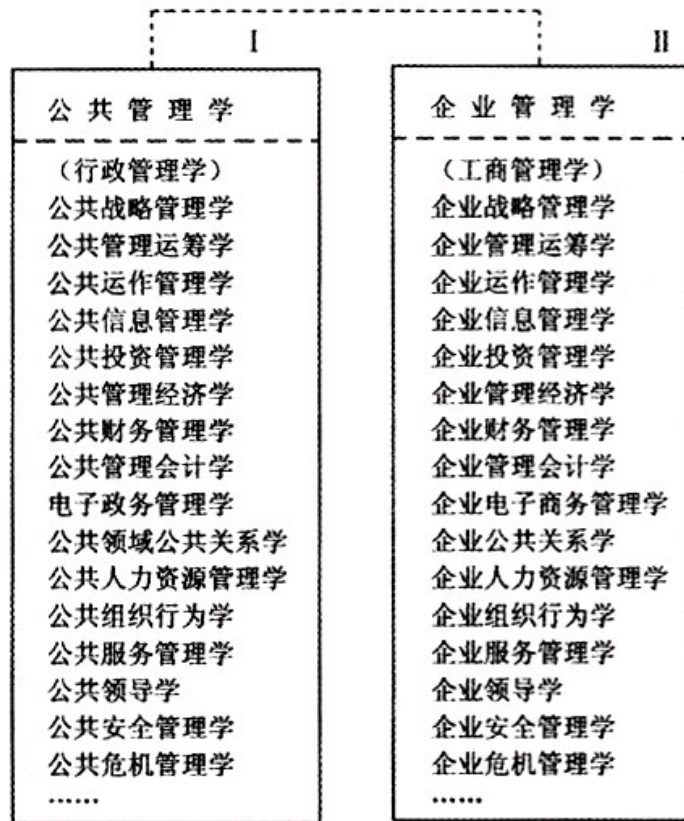 I
II
公共管理学
（行政管理学）
公共战略管理学
公共管理运筹学
公共运作管理学
公共信息管理学
公共投资管理学
公共管理经济学
公共财务管理学
公共管理会计学
电子政务管理学
公共领域公共关系学
公共人力资源管理学
公共组织行为学
公共服务管理学
公共领导学
公共安全管理学
公共危机管理学
……
企业管理学
（工商管理学）
企业战略管理学
企业管理运筹学
企业运作管理学
企业信息管理学
企业投资管理学
企业管理经济学
企业财务管理学
企业管理会计学
企业电子商务管理学
企业公共关系学
企业人力资源管理学
企业组织行为学
企业服务管理学
企业领导学
企业安全管理学
企业危机管理学
……